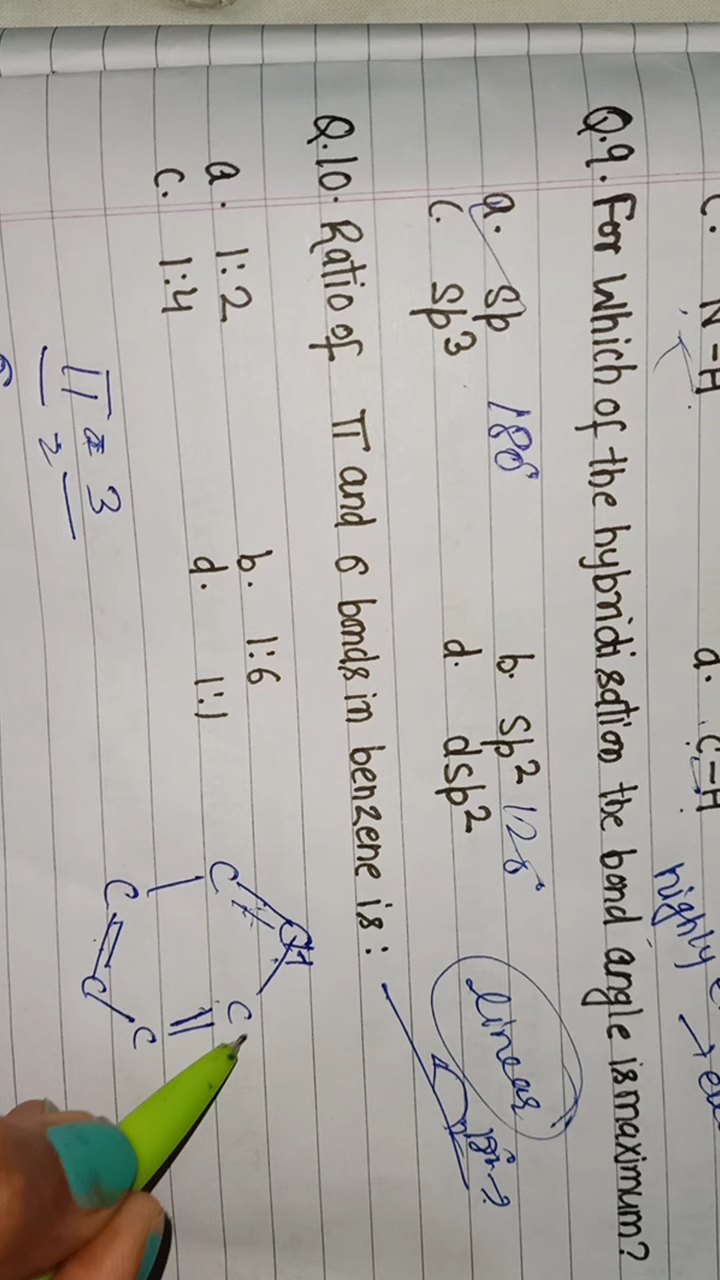 C. N-H
a. C-H
highly
Q.9. For which of the hybridisation the bond angle is maximum?
a. sp 180° b. sp² 120°
c. sp³ d. dsp²
linear
Q.10. Ratio of π and б bonds in benzene is:
a. 1:2 b. 1:6
c. 1:4 d. 1:1
C C
C C
C C
π = 3
2